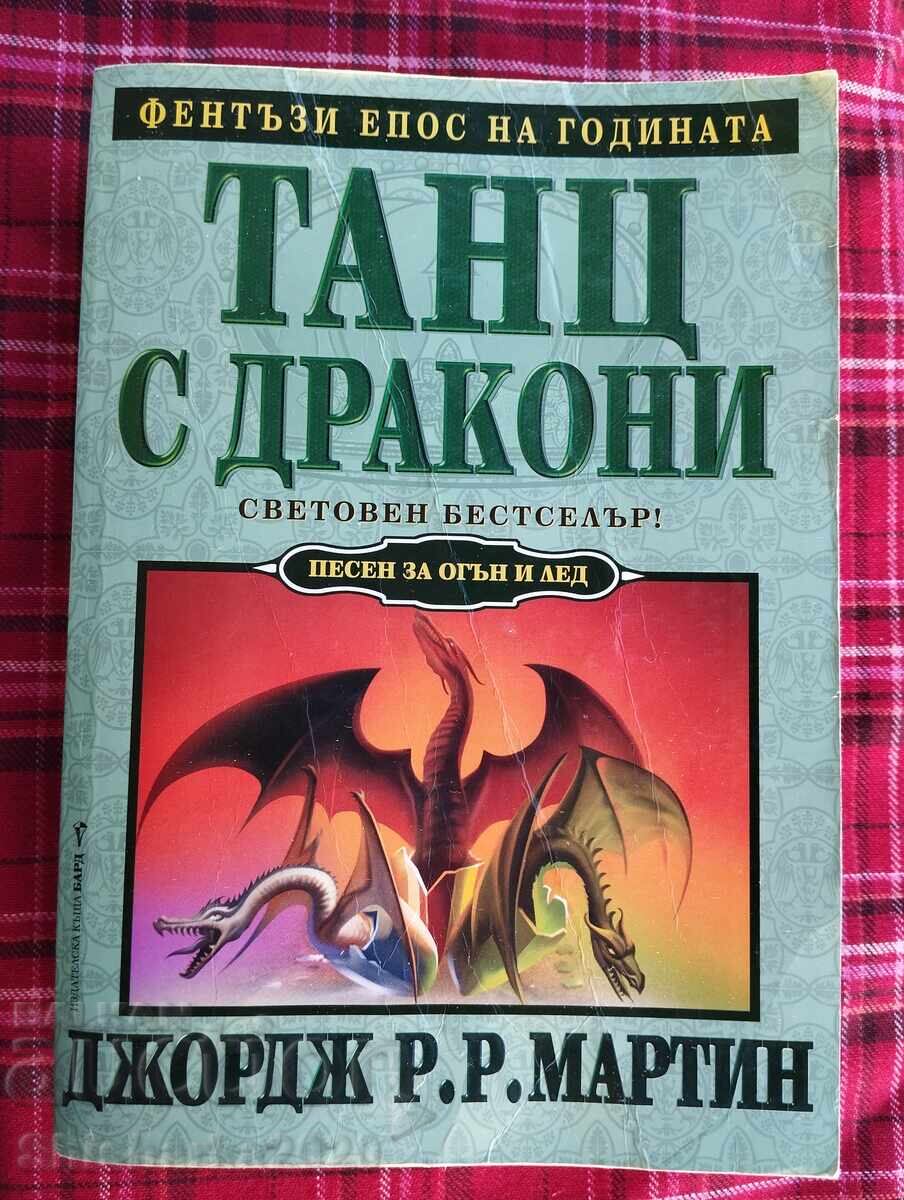 ФЕНТЪЗИ ЕПОС НА ГОДИНАТА
ТАНЦ
С ДРАКОНИ
СВЕТОВЕН БЕСТСЕЛЪР!
ПЕСЕН ЗА ОГЪН И ЛЕД
ИЗДАТЕЛСКА КЪЩА БАРД
ДЖОРДЖ Р.Р.МАРТИН